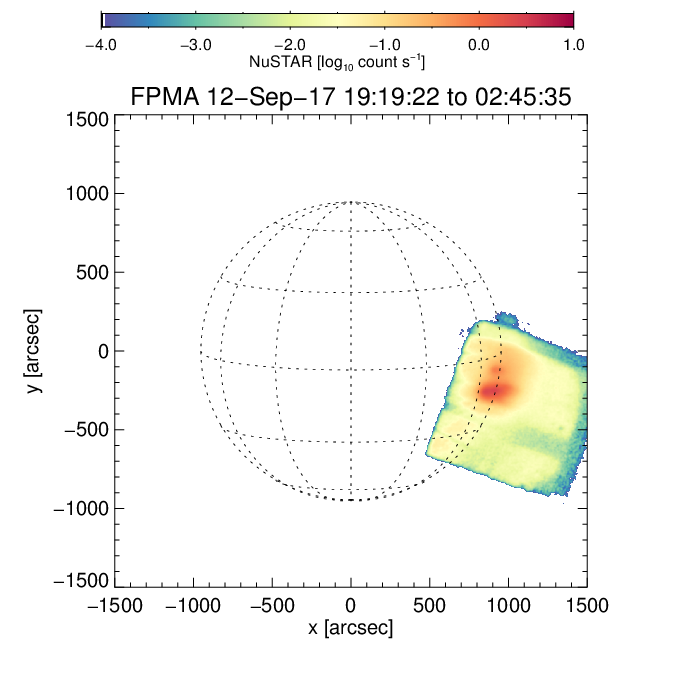 −4.0 −3.0 −2.0 −1.0 0.0 1.0
NuSTAR [log10 count s−1]
FPMA 12−Sep−17 19:19:22 to 02:45:35
1500
1000
500
0
−500
−1000
−1500
y [arcsec]
−1500 −1000 −500 0 500 1000 1500
x [arcsec]